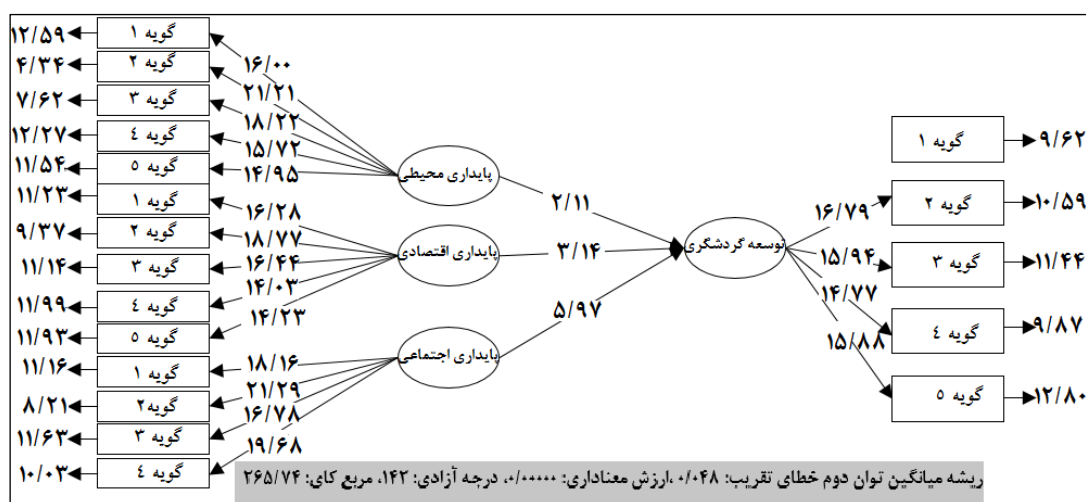 ۱۲/۵۹ گویه ۱ ۱۶/۰۰
۴/۳۴ گویه ۲ ۲۱/۲۱
۷/۶۲ گویه ۳ ۱۸/۲۲
۱۲/۲۷ گویه ٤ ۱۵/۷۲
۱۱/۵۴ گویه ٥ ۱۴/۹۵
پایداری محیطی
۲/۱۱
۱۱/۲۳ گویه ۱ ۱۶/۲۸
۹/۳۷ گویه ۲ ۱۸/۷۷
۱۱/۱۴ گویه ۳ ۱۶/۴۴
۱۱/۹۹ گویه ٤ ۱۴/۰۳
۱۱/۹۳ گویه ٥ ۱۴/۲۳
پایداری اقتصادی
۳/۱۴
۱۱/۱۶ گویه ۱ ۱۸/۱۶
۸/۲۱ گویه۲ ۲۱/۲۹
۱۱/۶۳ گویه ۳ ۱۶/۷۸
۱۰/۰۳ گویه ٤ ۱۹/۶۸
پایداری اجتماعی
۵/۹۷
توسعه گردشگری
گویه ۱ ۹/۶۲
۱۶/۷۹ گویه ۲ ۱۰/۵۹
۱۵/۹۴ گویه ۳ ۱۱/۴۴
۱۴/۷۷ گویه ٤ ۹/۸۷
۱۵/۸۸ گویه ٥ ۱۲/۸۰
ریشه میانگین توان دوم خطای تقریب: ۰/۰۴۸ ،ارزش معناداری: ۰/۰۰۰۰۰، درجه آزادی: ۱۴۲، مربع کای: ۲۶۵/۷۴